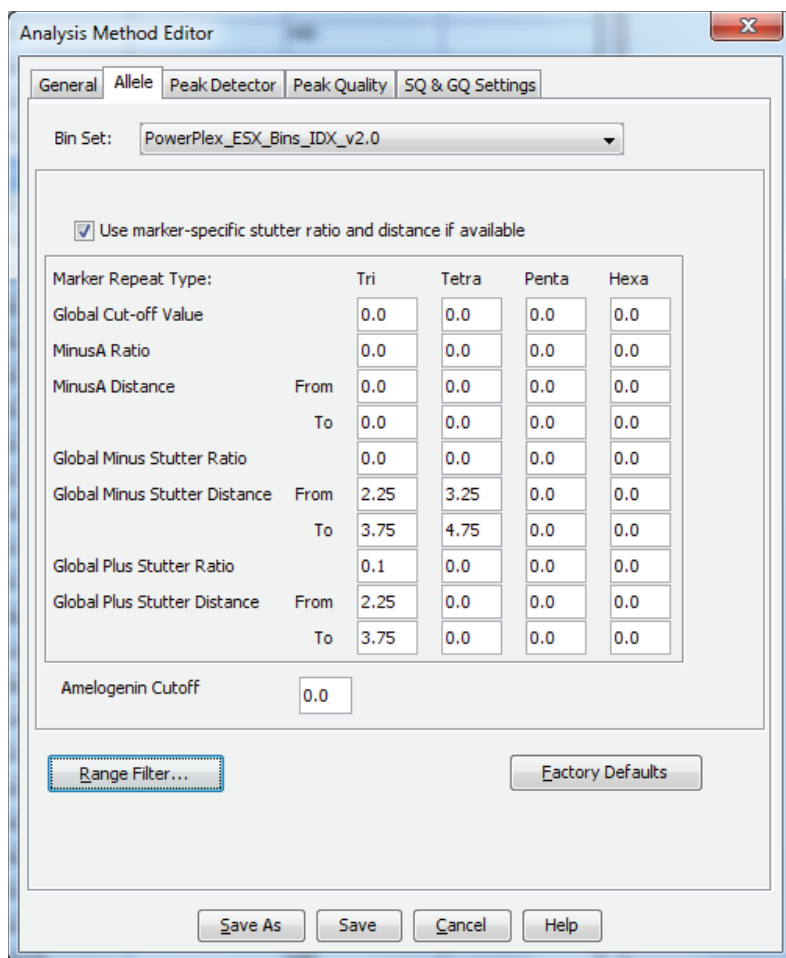 Analysis Method Editor
General Allele Peak Detector Peak Quality SQ & GQ Settings
Bin Set: PowerPlex_ESX_Bins_IDX_v2.0
Use marker-specific stutter ratio and distance if available
Marker Repeat Type: Tri Tetra Penta Hexa
Global Cut-off Value 0.0 0.0 0.0 0.0
MinusA Ratio 0.0 0.0 0.0 0.0
MinusA Distance From 0.0 0.0 0.0 0.0
To 0.0 0.0 0.0 0.0
Global Minus Stutter Ratio 0.0 0.0 0.0 0.0
Global Minus Stutter Distance From 2.25 3.25 0.0 0.0
To 3.75 4.75 0.0 0.0
Global Plus Stutter Ratio 0.1 0.0 0.0 0.0
Global Plus Stutter Distance From 2.25 0.0 0.0 0.0
To 3.75 0.0 0.0 0.0
Amelogenin Cutoff 0.0
Range Filter... Factory Defaults
Save As Save Cancel Help